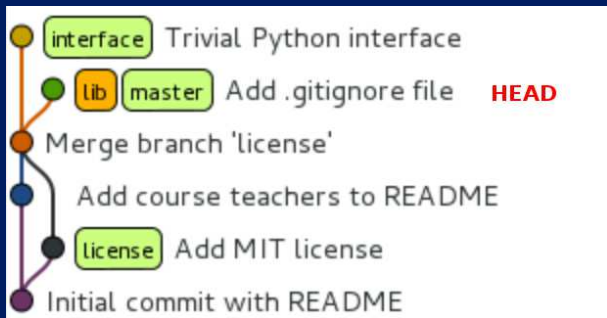 interface Trivial Python interface
lib master Add .gitignore file HEAD
Merge branch 'license'
Add course teachers to README
license Add MIT license
Initial commit with README